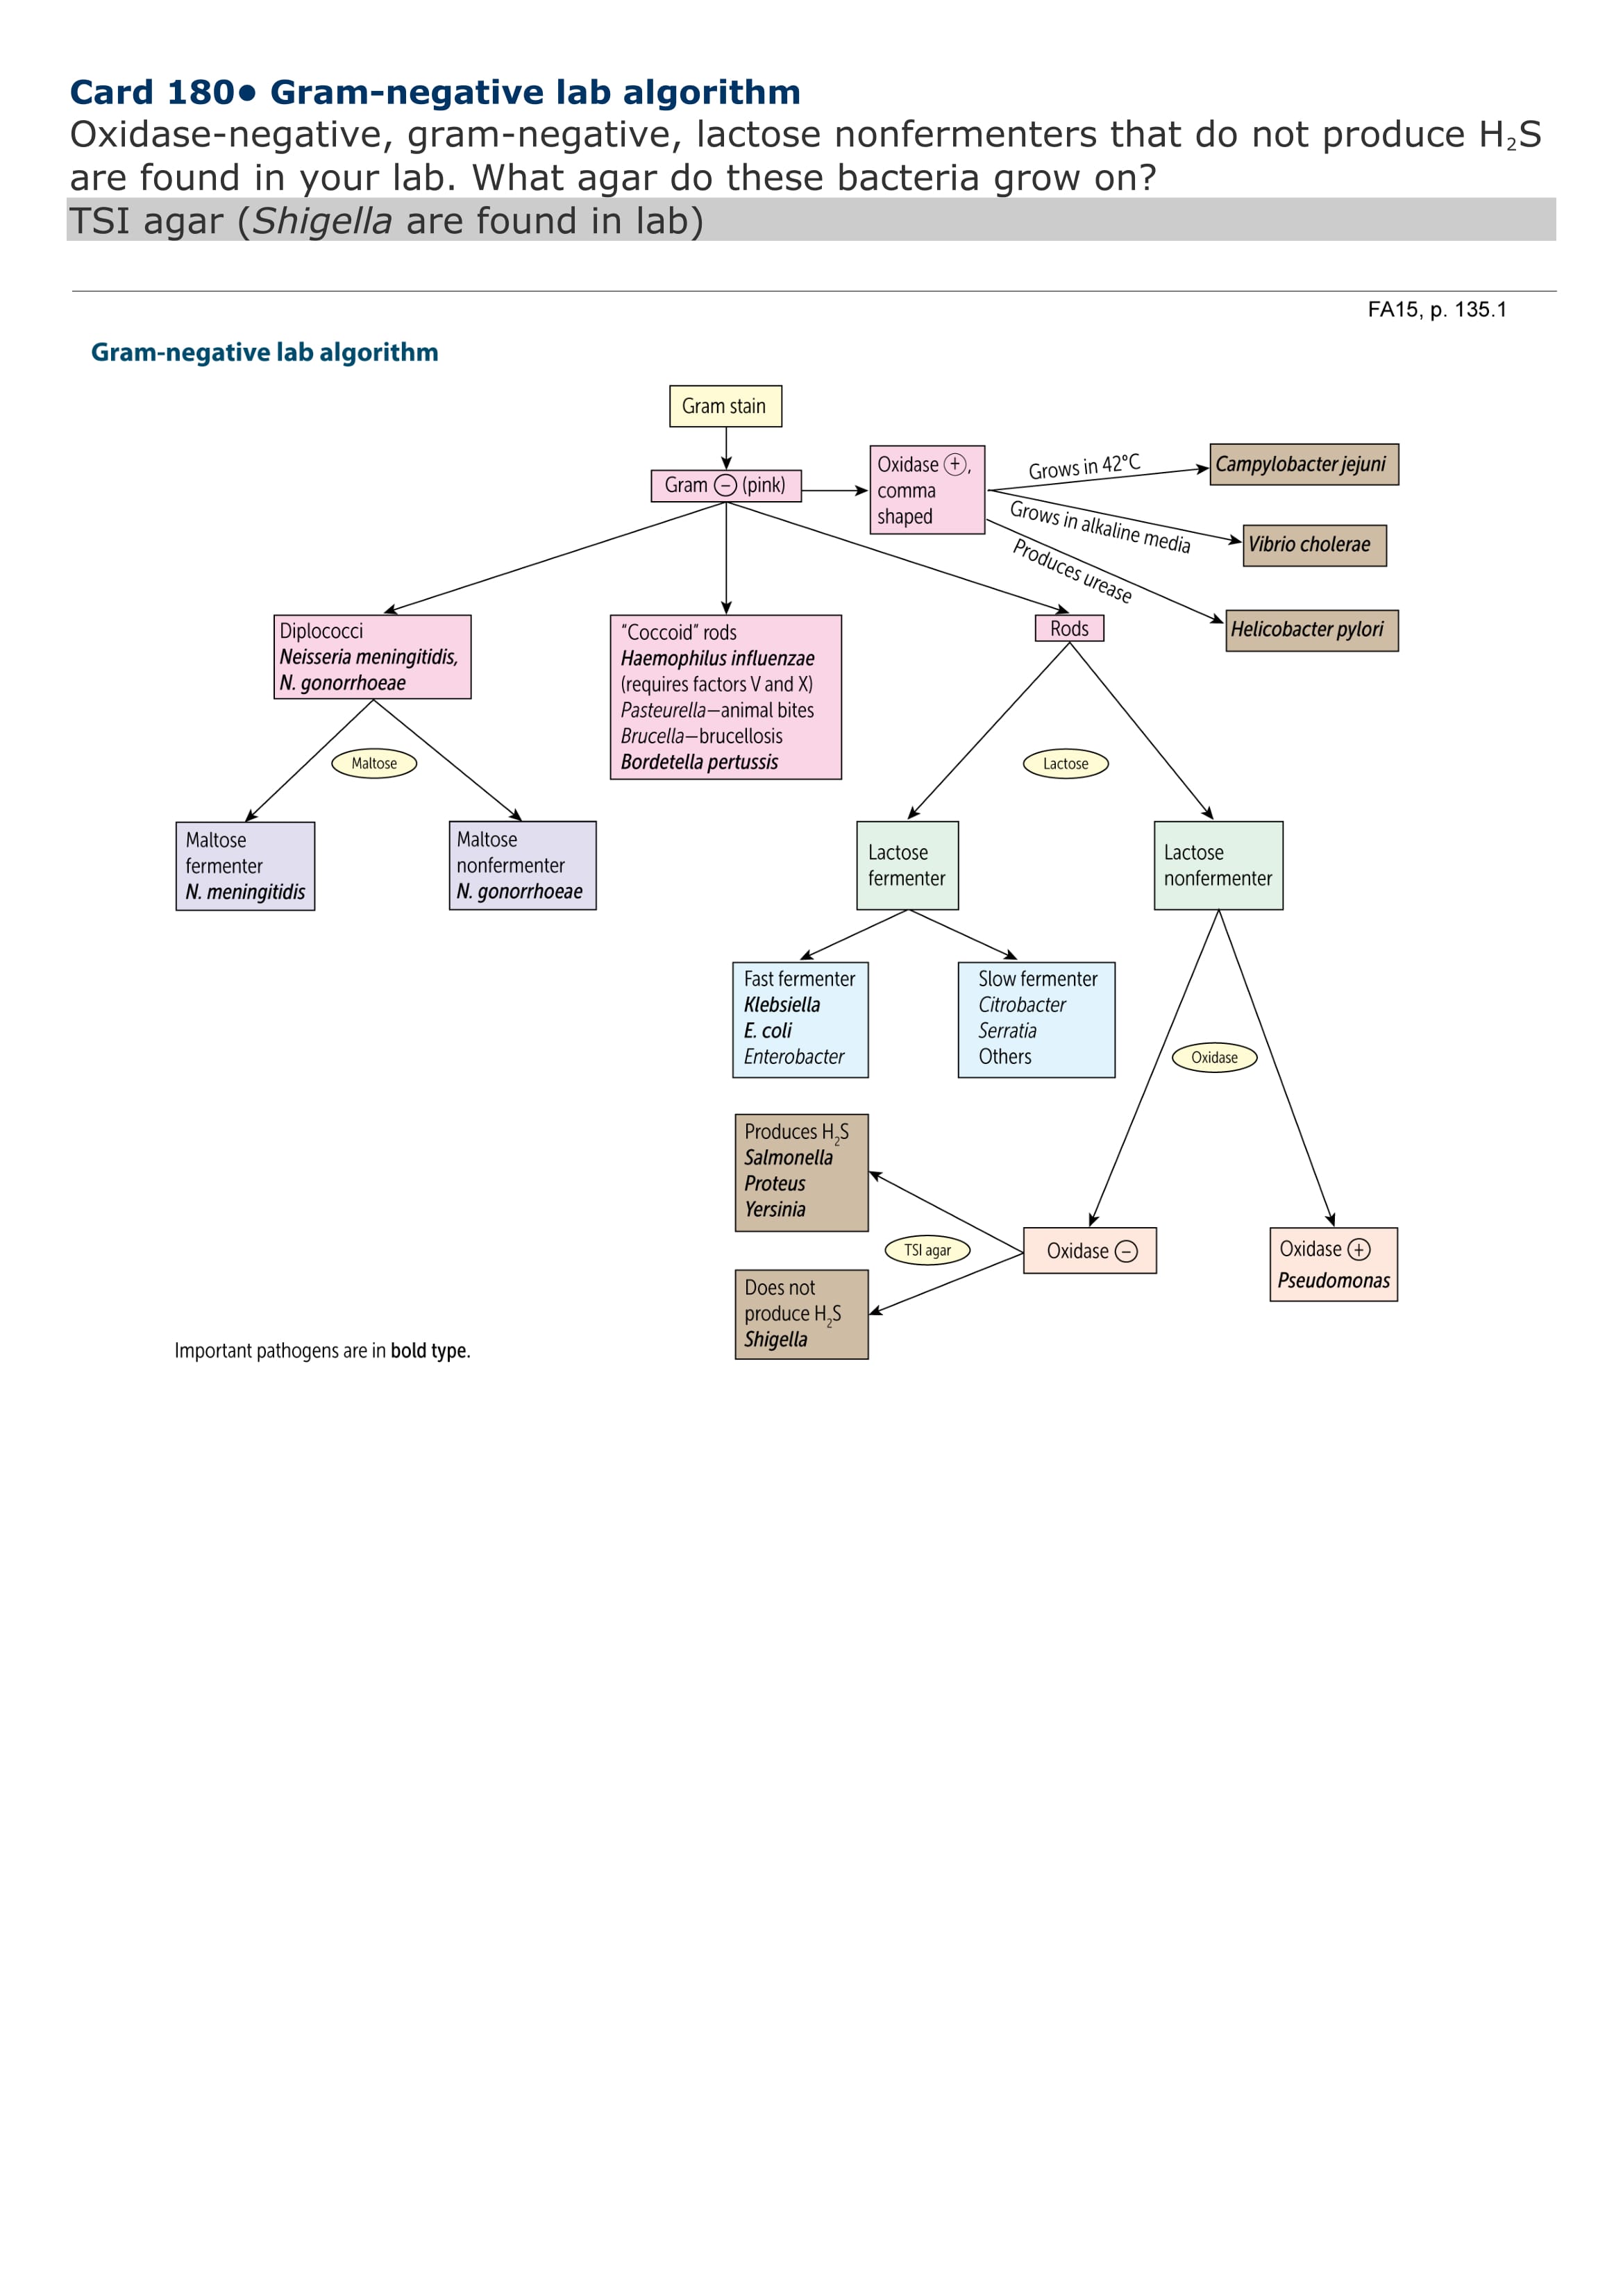 Card 180● Gram-negative lab algorithm
Oxidase-negative, gram-negative, lactose nonfermenters that do not produce H₂S
are found in your lab. What agar do these bacteria grow on?
TSI agar (Shigella are found in lab)
FA15, p. 135.1
Gram-negative lab algorithm
Gram stain
Gram ⊖ (pink)
Oxidase ⊕,
comma
shaped
Grows in 42°C
Campylobacter jejuni
Grows in alkaline media
Vibrio cholerae
Produces urease
Helicobacter pylori
Diplococci
Neisseria meningitidis,
N. gonorrhoeae
“Coccoid” rods
Haemophilus influenzae
(requires factors V and X)
Pasteurella—animal bites
Brucella—brucellosis
Bordetella pertussis
Rods
Maltose
Lactose
Maltose
fermenter
N. meningitidis
Maltose
nonfermenter
N. gonorrhoeae
Lactose
fermenter
Lactose
nonfermenter
Fast fermenter
Klebsiella
E. coli
Enterobacter
Slow fermenter
Citrobacter
Serratia
Others
Oxidase
Produces H₂S
Salmonella
Proteus
Yersinia
TSI agar
Oxidase ⊖
Oxidase ⊕
Pseudomonas
Does not
produce H₂S
Shigella
Important pathogens are in bold type.